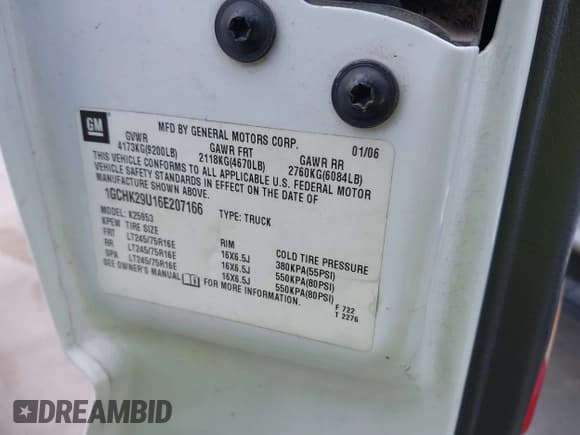 GM
MFD BY GENERAL MOTORS CORP. 01/06
GVWR GAWR FRT GAWR RR
4173KG(9200LB) 2118KG(4670LB) 2760KG(6084LB)
THIS VEHICLE CONFORMS TO ALL APPLICABLE U.S. FEDERAL MOTOR
VEHICLE SAFETY STANDARDS IN EFFECT ON THE DATE OF
MANUFACTURE SHOWN ABOVE
1GCHK29U16E207166
MODEL: K25953 TYPE: TRUCK
KPEW TIRE SIZE RIM COLD TIRE PRESSURE
FRT LT245/75R16E 16X6.5J 380KPA(55PSI)
RR LT245/75R16E 16X6.5J 550KPA(80PSI)
SPA LT245/75R16E 16X6.5J 550KPA(80PSI)
SEE OWNER'S MANUAL FOR MORE INFORMATION.
F 722
T 2276
DREAMBID